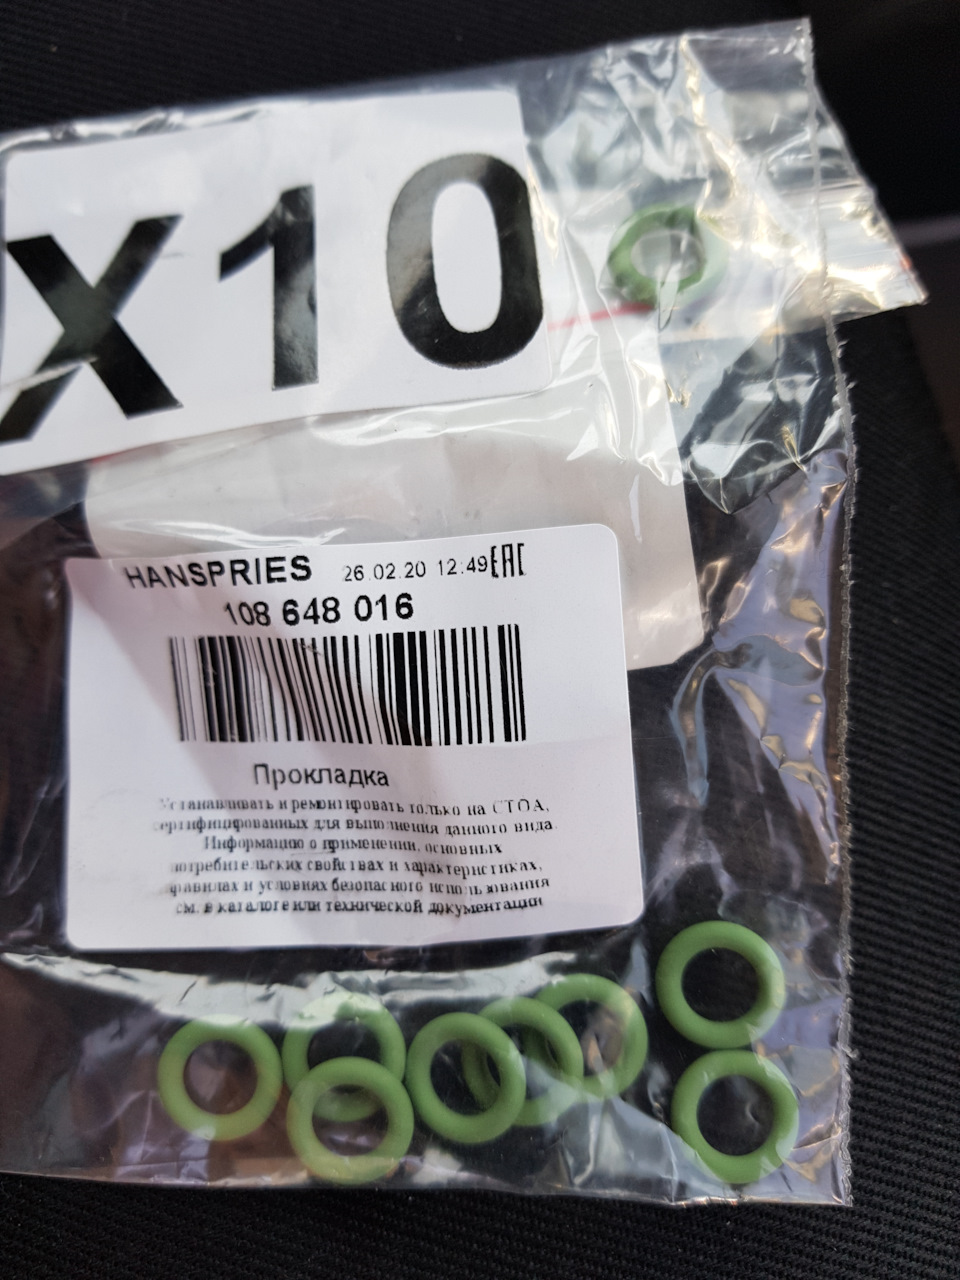 X10
HANSPRIES 26.02.20 12:49 EAC
108 648 016
Прокладка
Устанавливать и ремонтировать только на СТОА,
сертифицированных для выполнения данного вида.
Информацию о применении, основных
потребительских свойствах и характеристиках,
правилах и условиях безопасного использования
см. в каталоге или технической документации